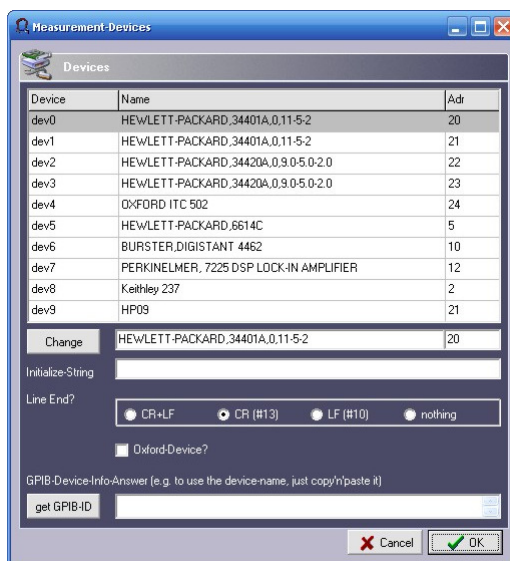 Measurement-Devices
Devices
Device Name Adr
dev0 HEWLETT-PACKARD,34401A,0,11-5-2 20
dev1 HEWLETT-PACKARD,34401A,0,11-5-2 21
dev2 HEWLETT-PACKARD,34420A,0,9.0-5.0-2.0 22
dev3 HEWLETT-PACKARD,34420A,0,9.0-5.0-2.0 23
dev4 OXFORD ITC 502 24
dev5 HEWLETT-PACKARD,6614C 5
dev6 BURSTER,DIGISTANT 4462 10
dev7 PERKINELMER, 7225 DSP LOCK-IN AMPLIFIER 12
dev8 Keithley 237 2
dev9 HP09 21
Change HEWLETT-PACKARD,34401A,0,11-5-2 20
Initialize-String
Line End?
CR+LF CR (#13) LF (#10) nothing
Oxford-Device?
GPIB-Device-Info-Answer (e.g. to use the device-name, just copy'n'paste it)
get GPIB-ID
Cancel OK